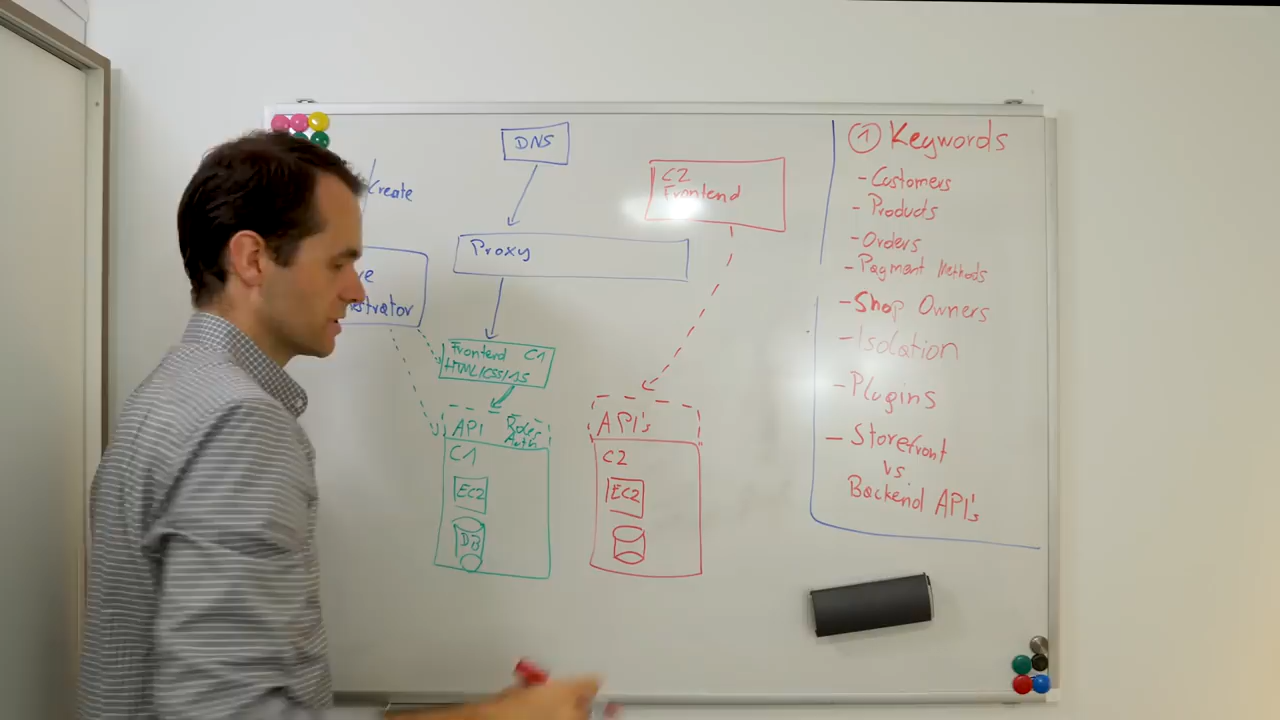 Create
DNS
C2
Frontend
Proxy
Frontend C1
HTML/CSS/JS
API Roles
Auth
C1
EC2
DB
API's
C2
EC2
① Keywords
- Customers
- Products
- Orders
- Payment Methods
- Shop Owners
- Isolation
- Plugins
- Storefront
vs
Backend API's